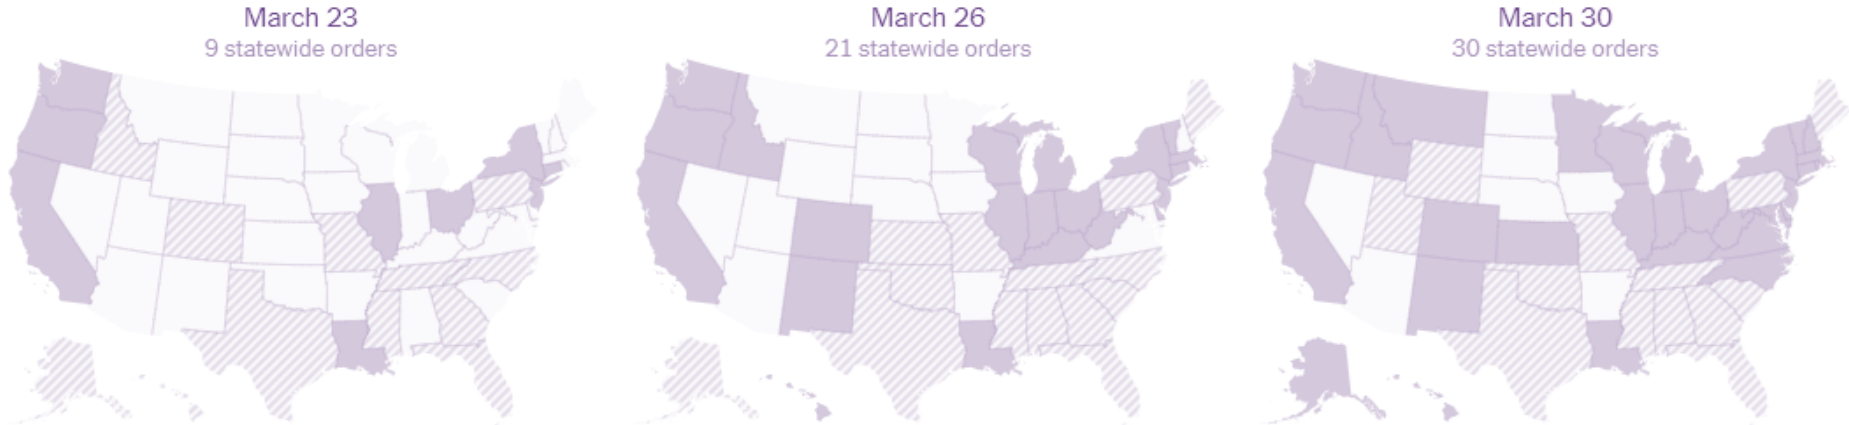 March 23
9 statewide orders
March 26
21 statewide orders
March 30
30 statewide orders